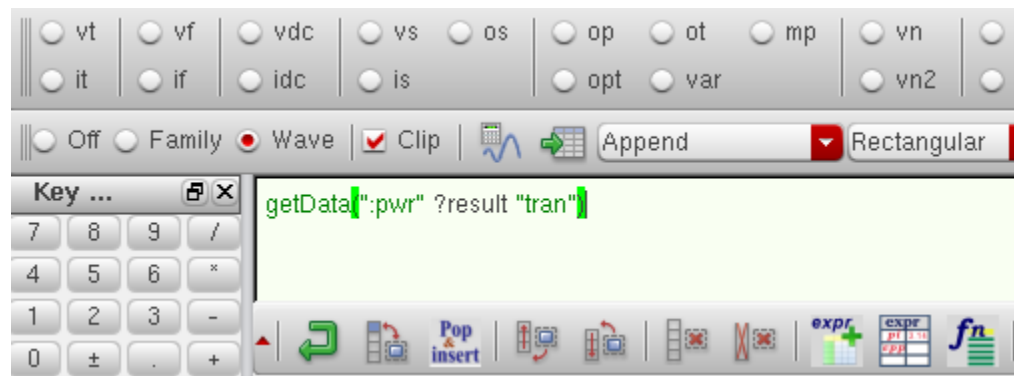 vt vf vdc vs os op ot mp vn
it if idc is opt var vn2
Off Family Wave Clip Append Rectangular
Key ...
getData(":pwr" ?result "tran")
7 8 9 /
4 5 6 *
1 2 3 -
0 ± . +
Pop
&
insert
expr
expr
fn